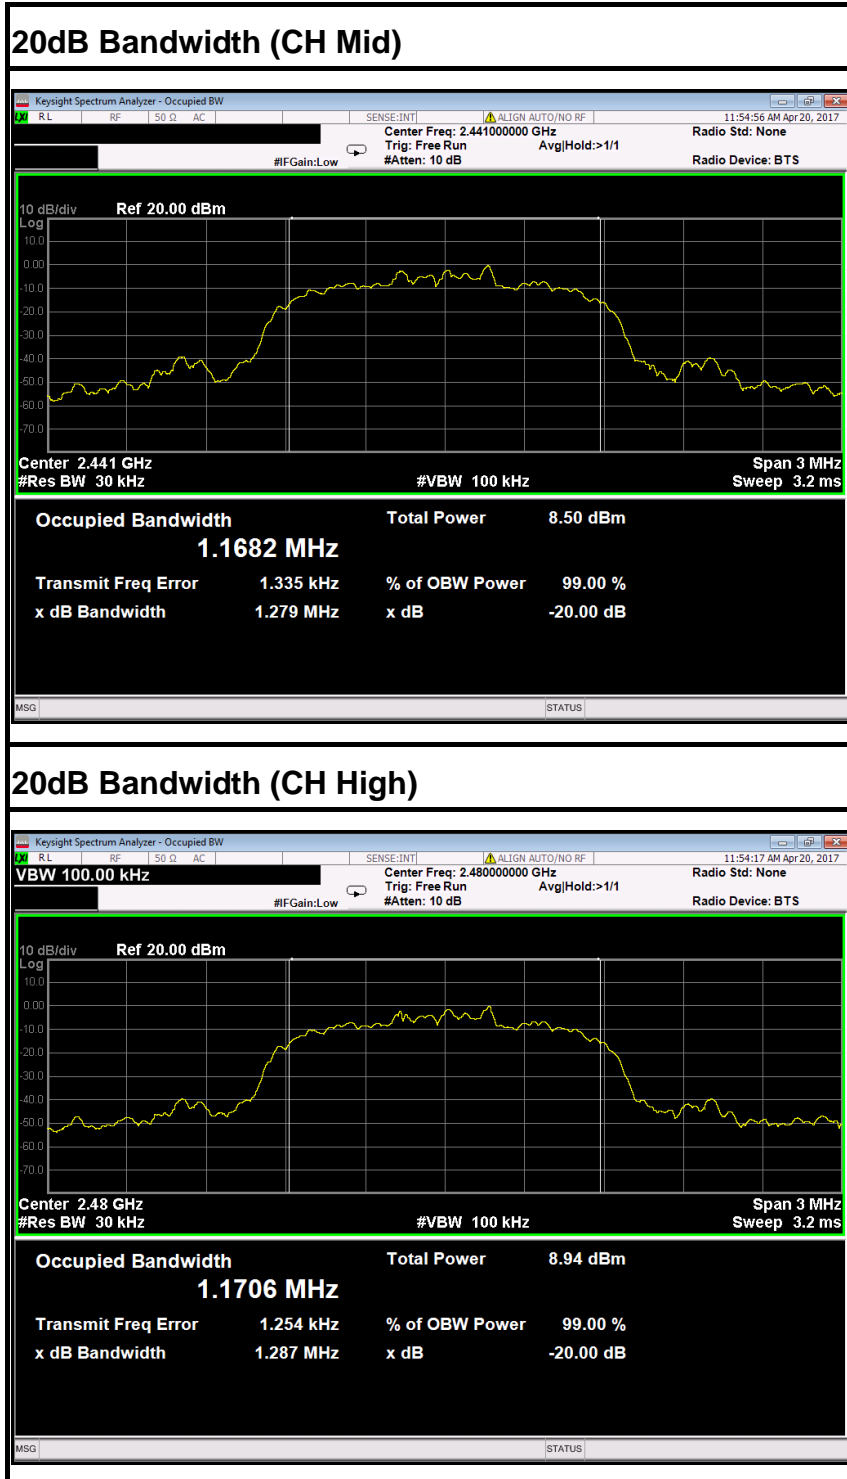 20dB Bandwidth (CH Mid)
Keysight Spectrum Analyzer - Occupied BW
LXI RL RF 50 Ω AC SENSE:INT ALIGN AUTO/NO RF 11:54:56 AM Apr 20, 2017
Center Freq: 2.441000000 GHz Radio Std: None
Trig: Free Run Avg|Hold:>1/1
#IFGain:Low #Atten: 10 dB Radio Device: BTS
10 dB/div Ref 20.00 dBm
Log
10.0
0.00
-10.0
-20.0
-30.0
-40.0
-50.0
-60.0
-70.0
Center 2.441 GHz Span 3 MHz
#Res BW 30 kHz #VBW 100 kHz Sweep 3.2 ms
Occupied Bandwidth Total Power 8.50 dBm
1.1682 MHz
Transmit Freq Error 1.335 kHz % of OBW Power 99.00 %
x dB Bandwidth 1.279 MHz x dB -20.00 dB
MSG STATUS
20dB Bandwidth (CH High)
Keysight Spectrum Analyzer - Occupied BW
LXI RL RF 50 Ω AC SENSE:INT ALIGN AUTO/NO RF 11:54:17 AM Apr 20, 2017
VBW 100.00 kHz Center Freq: 2.480000000 GHz Radio Std: None
Trig: Free Run Avg|Hold:>1/1
#IFGain:Low #Atten: 10 dB Radio Device: BTS
10 dB/div Ref 20.00 dBm
Log
10.0
0.00
-10.0
-20.0
-30.0
-40.0
-50.0
-60.0
-70.0
Center 2.48 GHz Span 3 MHz
#Res BW 30 kHz #VBW 100 kHz Sweep 3.2 ms
Occupied Bandwidth Total Power 8.94 dBm
1.1706 MHz
Transmit Freq Error 1.254 kHz % of OBW Power 99.00 %
x dB Bandwidth 1.287 MHz x dB -20.00 dB
MSG STATUS